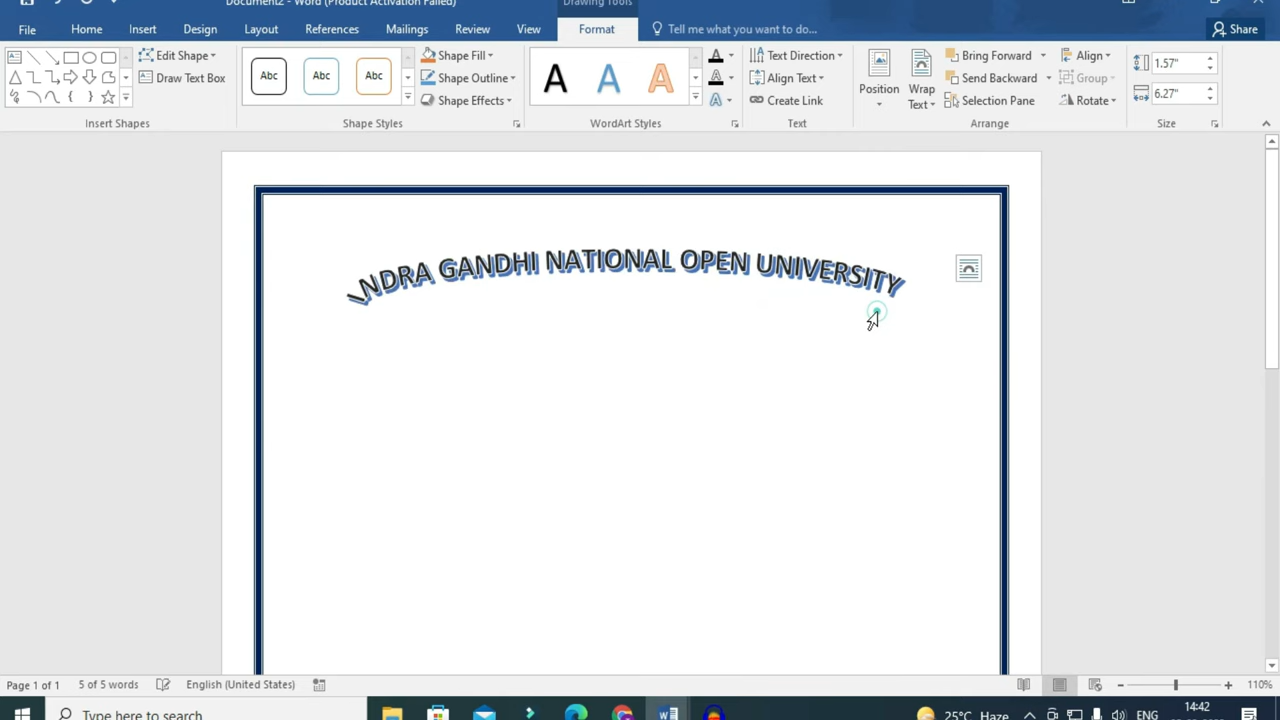 Document2 - Word (Product Activation Failed)
Drawing Tools
File Home Insert Design Layout References Mailings Review View Format Tell me what you want to do... Share
Edit Shape
Draw Text Box
Insert Shapes
Abc Abc Abc
Shape Fill
Shape Outline
Shape Effects
Shape Styles
A A A
WordArt Styles
Text Direction
Align Text
Create Link
Text
Position
Wrap
Text
Bring Forward
Send Backward
Selection Pane
Align
Group
Rotate
Arrange
1.57"
6.27"
Size
INDRA GANDHI NATIONAL OPEN UNIVERSITY
Page 1 of 1 5 of 5 words English (United States) 110%
Type here to search
25°C Haze ENG 14:42